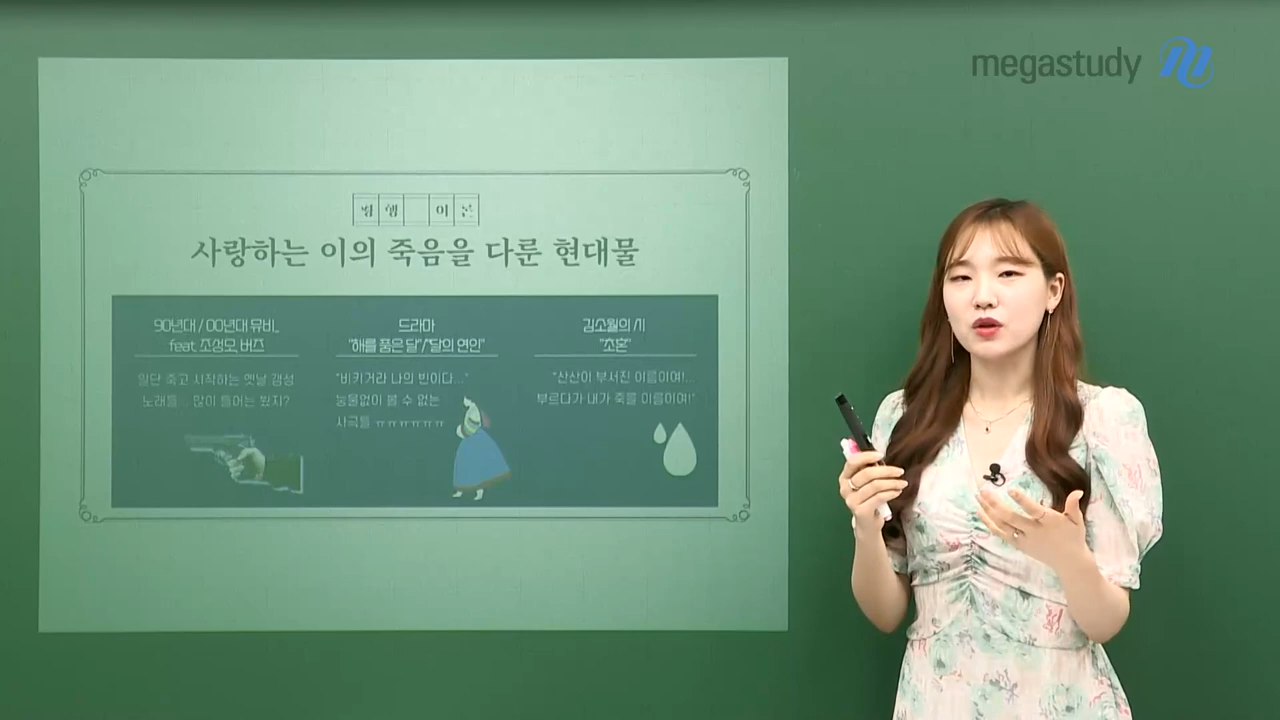 megastudy
평행 이론
사랑하는 이의 죽음을 다룬 현대물
90년대 / 00년대 뮤비_
feat. 조성모, 버즈
일단 죽고 시작하는 옛날 갬성
노래들... 많이 들어는 봤지?
드라마
"해를 품은 달"/"달의 연인"
"비키거라 나의 빈이다..."
눈물없이 볼 수 없는
사극들 ㅠㅠㅠㅠㅠㅠ
김소월의 시
"초혼"
"산산이 부서진 이름이여!...
부르다가 내가 죽을 이름이여!"